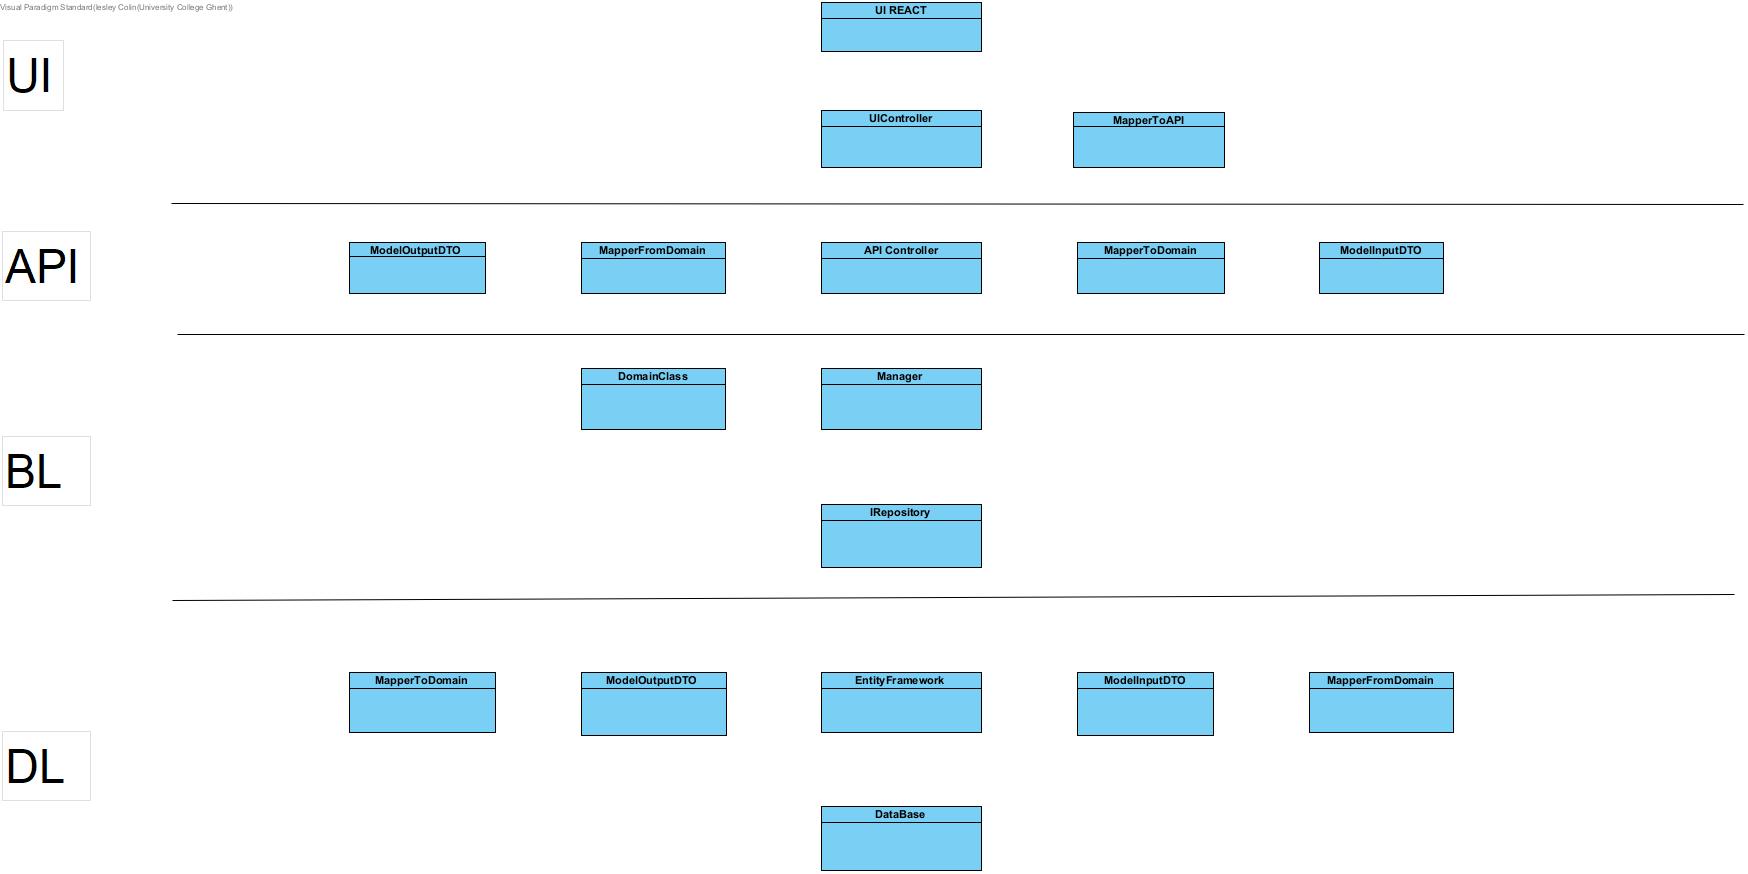 Visual Paradigm Standard(lesley Colin(University College Ghent))
UI REACT
UI
UIController
MapperToAPI
API
ModelOutputDTO
MapperFromDomain
API Controller
MapperToDomain
ModelInputDTO
DomainClass
Manager
BL
IRepository
MapperToDomain
ModelOutputDTO
EntityFramework
ModelInputDTO
MapperFromDomain
DL
DataBase